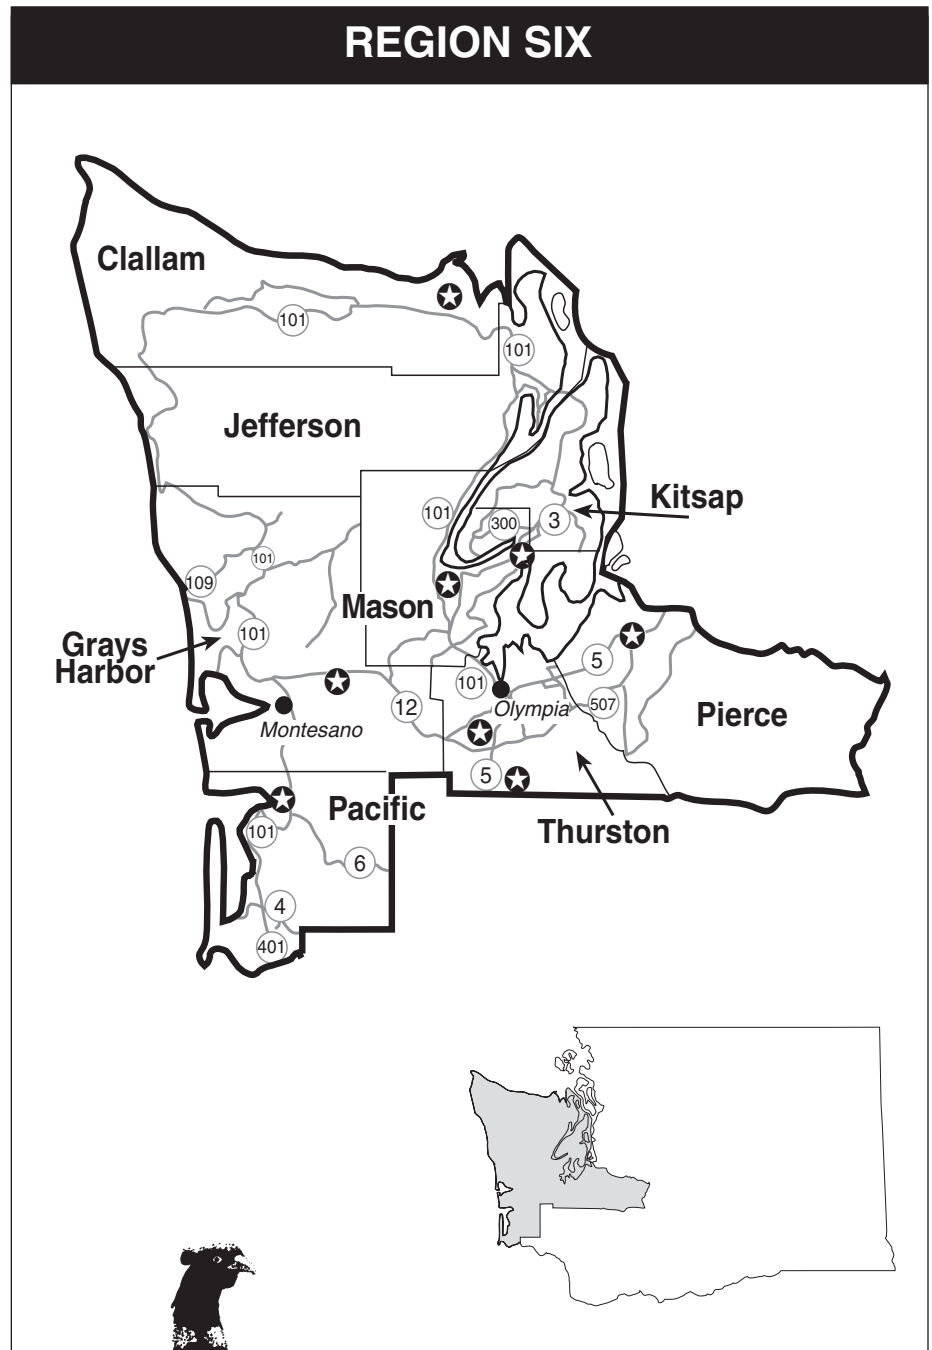 REGION SIX
Clallam
101
101
Jefferson
Kitsap
101
300
3
101
109
Mason
Grays
Harbor
101
5
101
12
507
Olympia
Pierce
Montesano
5
Pacific
Thurston
101
6
4
401